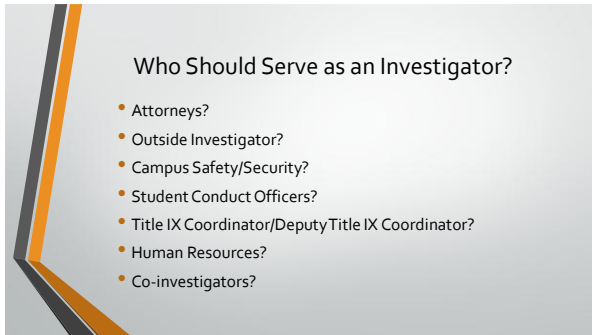 Who Should Serve as an Investigator?
• Attorneys?
• Outside Investigator?
• Campus Safety/Security?
• Student Conduct Officers?
• Title IX Coordinator/Deputy Title IX Coordinator?
• Human Resources?
• Co-investigators?